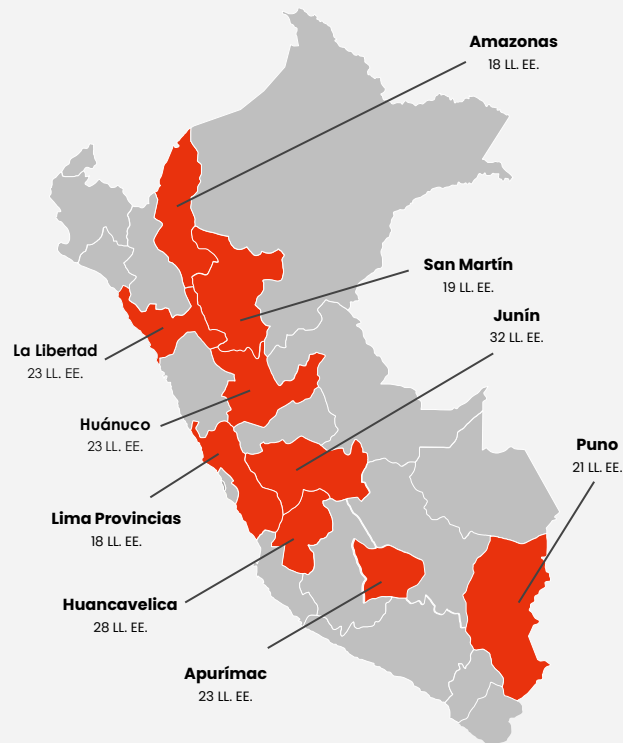 Amazonas
18 LL. EE.
San Martín
19 LL. EE.
Junín
32 LL. EE.
La Libertad
23 LL. EE.
Huánuco
23 LL. EE.
Puno
21 LL. EE.
Lima Provincias
18 LL. EE.
Huancavelica
28 LL. EE.
Apurímac
23 LL. EE.